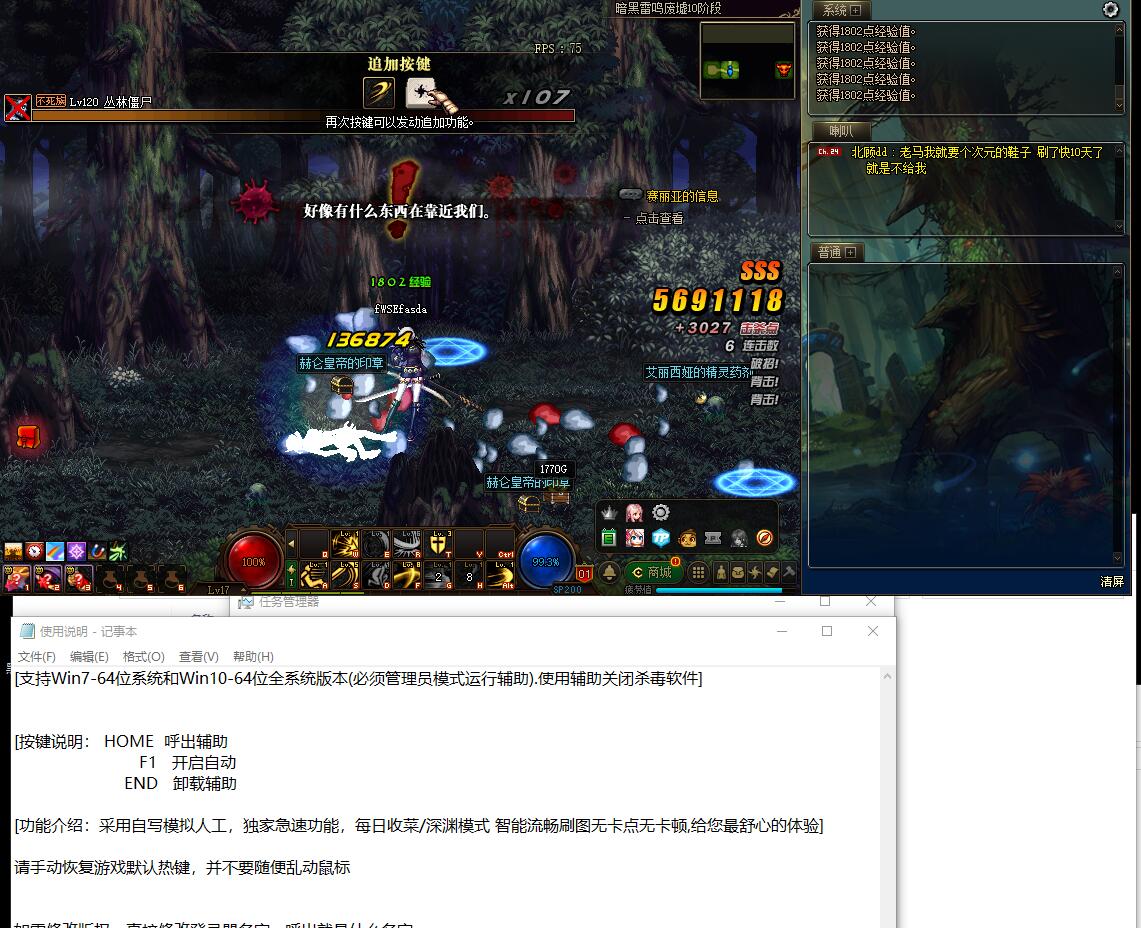 暗黑雷鸣废墟10阶段
FPS : 75
追加按键
x107
不死族 Lv120 丛林僵尸
再次按键可以发动追加功能。
好像有什么东西在靠近我们。
赛丽亚的信息
- 点击查看
1802 经验
fWSEfasda
136874
赫仑皇帝的印章
SSS
5691118
+3027
6 连击数
破招!
背击!
背击!
艾丽西娅的精灵药剂
1770G
赫仑皇帝的印章
100%
99.3%
Lv17
SP200
01
商城
疲劳值
系统
获得1802点经验值。
获得1802点经验值。
获得1802点经验值。
获得1802点经验值。
获得1802点经验值。
喇叭
Ch. 24 北顾dd : 老马我就要个次元的鞋子 刷了快10天了
就是不给我
普通
清屏
任务管理器
使用说明 - 记事本
文件(F) 编辑(E) 格式(O) 查看(V) 帮助(H)
[支持Win7-64位系统和Win10-64位全系统版本(必须管理员模式运行辅助).使用辅助关闭杀毒软件]
[按键说明： HOME 呼出辅助
F1 开启自动
END 卸载辅助
[功能介绍：采用自写模拟人工，独家急速功能，每日收菜/深渊模式 智能流畅刷图无卡点无卡顿,给您最舒心的体验]
请手动恢复游戏默认热键，并不要随便乱动鼠标